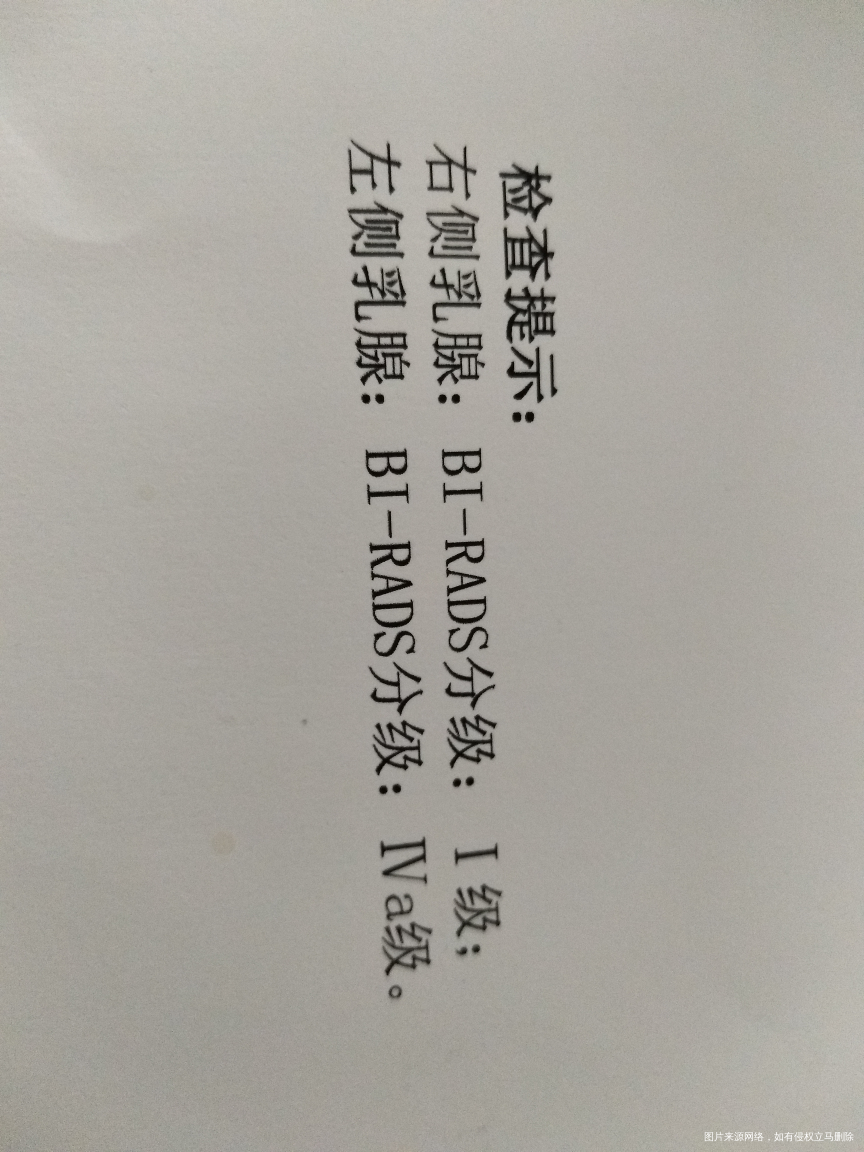 检查提示：
右侧乳腺： BI-RADS分级： Ⅰ级；
左侧乳腺： BI-RADS分级： Ⅳa级。
图片来源网络，如有侵权立马删除